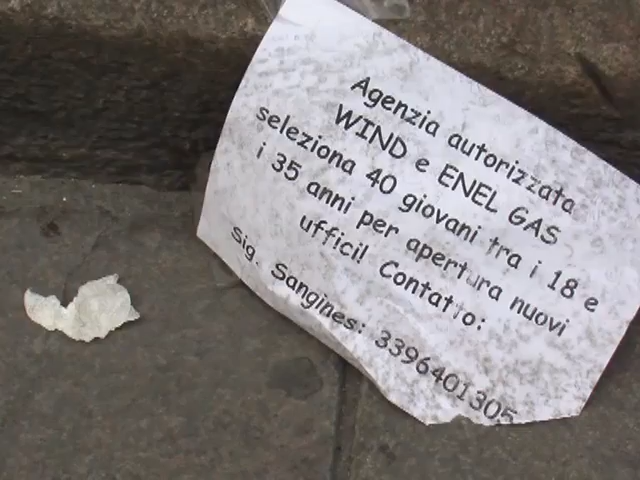 Agenzia autorizzata
WIND e ENEL GAS
seleziona 40 giovani tra i 18 e
i 35 anni per apertura nuovi
uffici! Contatto:
Sig. Sangines: 3396401305